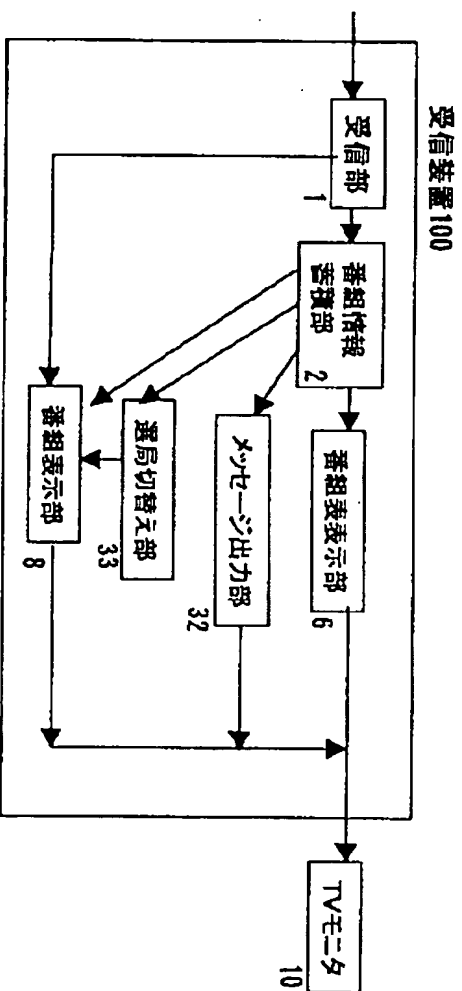 受信装置100
受信部
1
番組情報
蓄積部
2
番組表表示部
6
メッセージ出力部
32
選局切替え部
33
番組表示部
8
TVモニタ
10